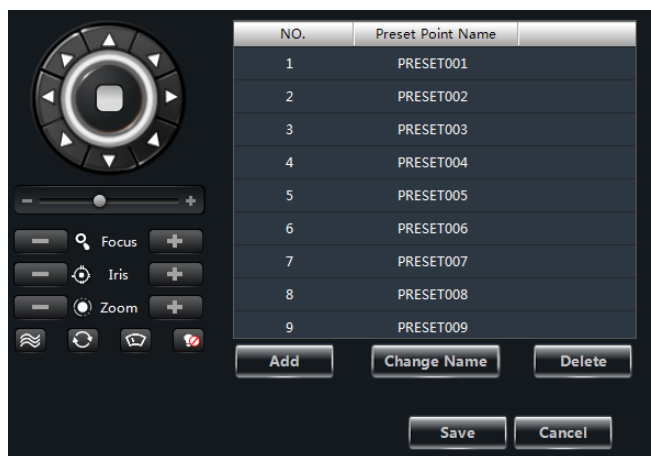 NO. Preset Point Name
1 PRESET001
2 PRESET002
3 PRESET003
4 PRESET004
5 PRESET005
6 PRESET006
7 PRESET007
8 PRESET008
9 PRESET009
- +
Focus
Iris
Zoom
Add Change Name Delete
Save Cancel